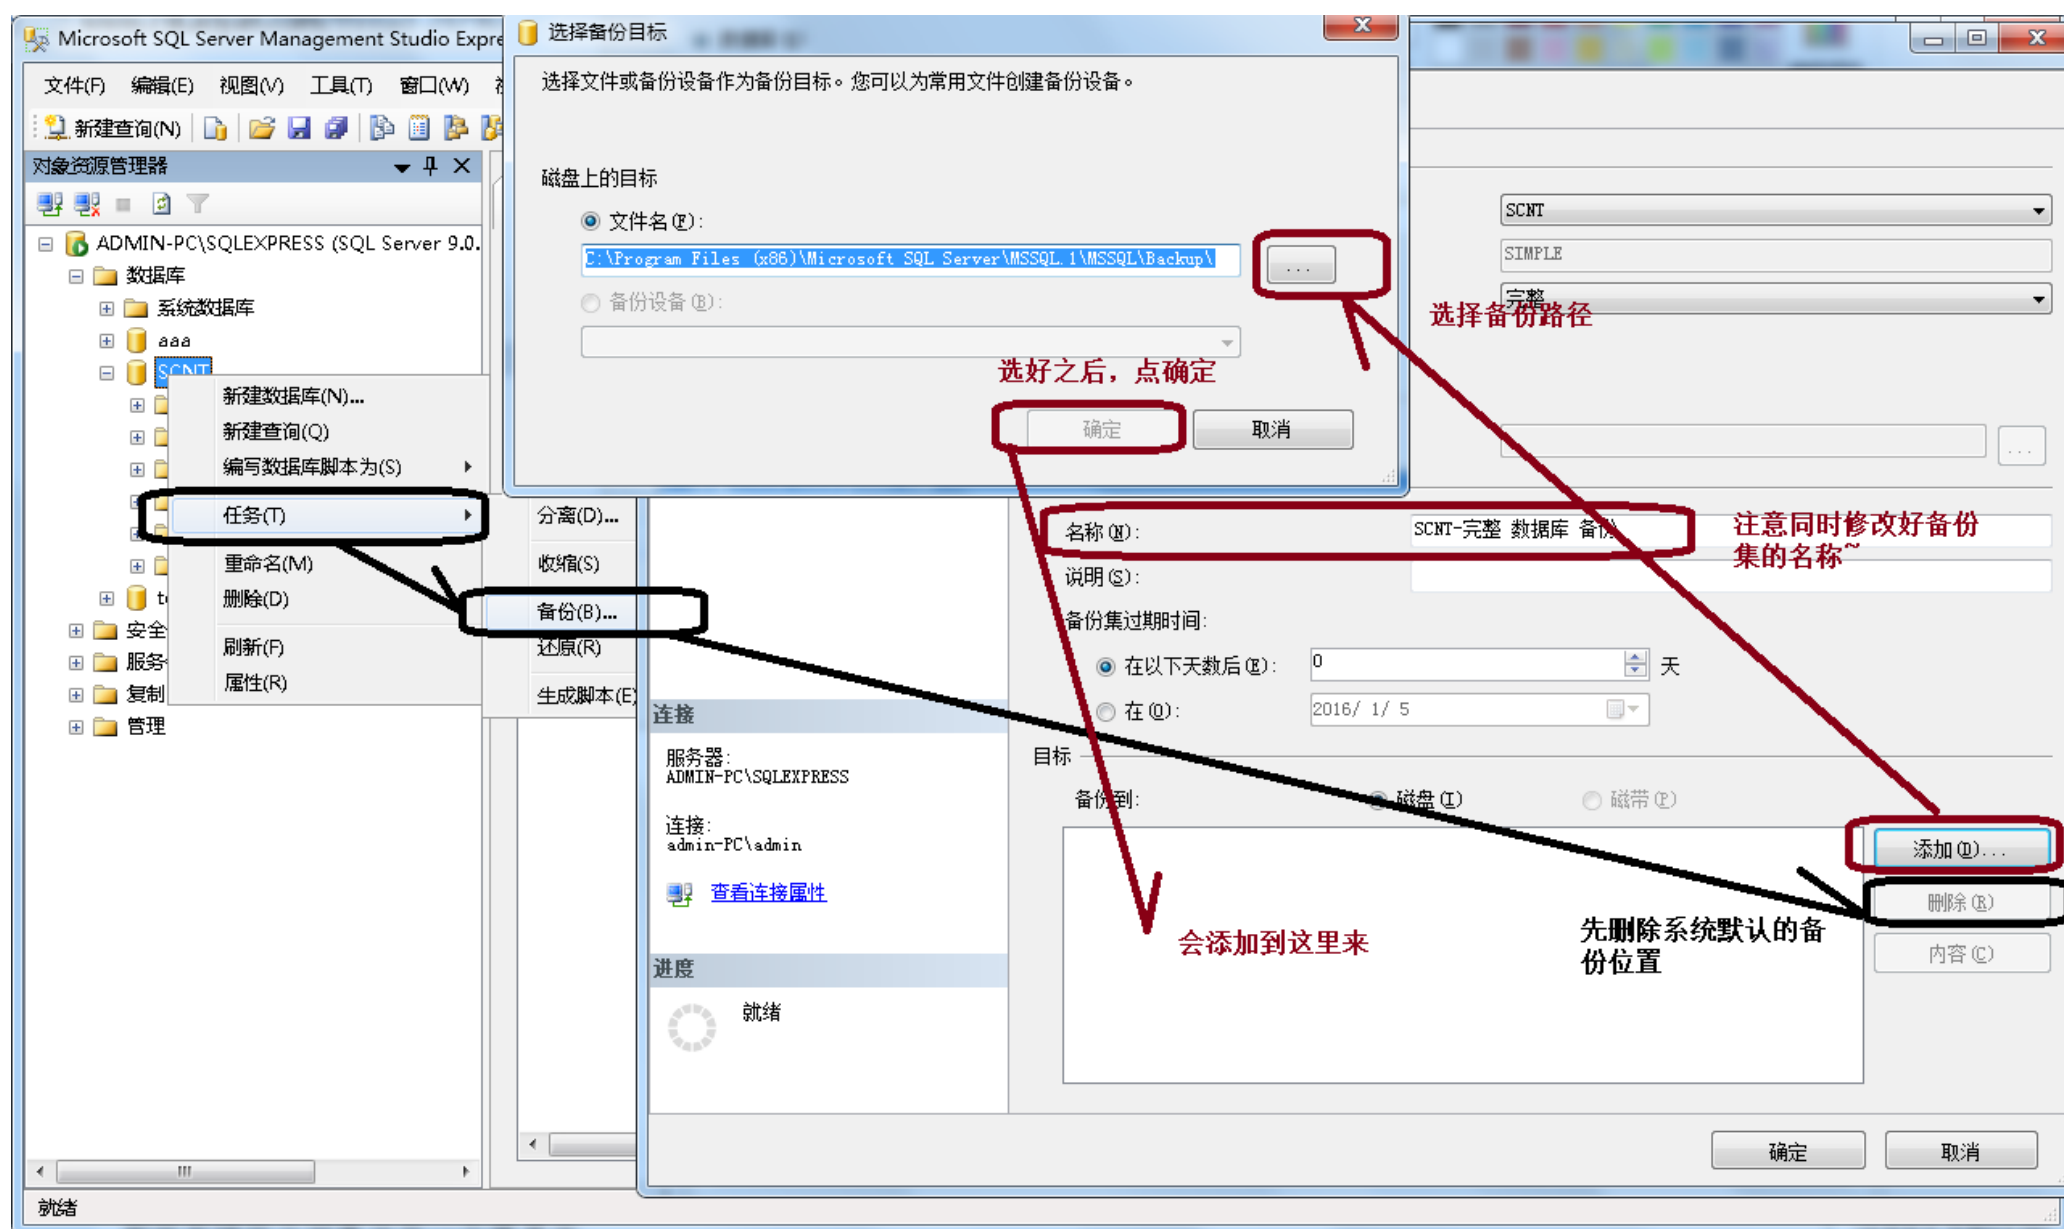 Microsoft SQL Server Management Studio Expre
文件(F) 编辑(E) 视图(V) 工具(T) 窗口(W)
新建查询(N)
对象资源管理器
ADMIN-PC\SQLEXPRESS (SQL Server 9.0.
数据库
系统数据库
aaa
SCNT
新建数据库(N)...
新建查询(Q)
编写数据库脚本为(S)
任务(T)
重命名(M)
删除(D)
刷新(F)
属性(R)
安全
服务
复制
管理
就绪
分离(D)...
收缩(S)
备份(B)...
还原(R)
生成脚本(E)
选择备份目标
选择文件或备份设备作为备份目标。您可以为常用文件创建备份设备。
磁盘上的目标
文件名(F):
C:\Program Files (x86)\Microsoft SQL Server\MSSQL.1\MSSQL\Backup\
...
备份设备(B):
选好之后，点确定
确定
取消
选择备份路径
SCNT
SIMPLE
完整
...
名称(N):
SCNT-完整 数据库 备份
注意同时修改好备份
集的名称~
说明(S):
备份集过期时间:
在以下天数后(E):
0
天
在(O):
2016/ 1/ 5
目标
备份到:
磁盘(I)
磁带(P)
添加(D)...
删除(R)
内容(C)
会添加到这里来
先删除系统默认的备
份位置
连接
服务器:
ADMIN-PC\SQLEXPRESS
连接:
admin-PC\admin
查看连接属性
进度
就绪
确定
取消